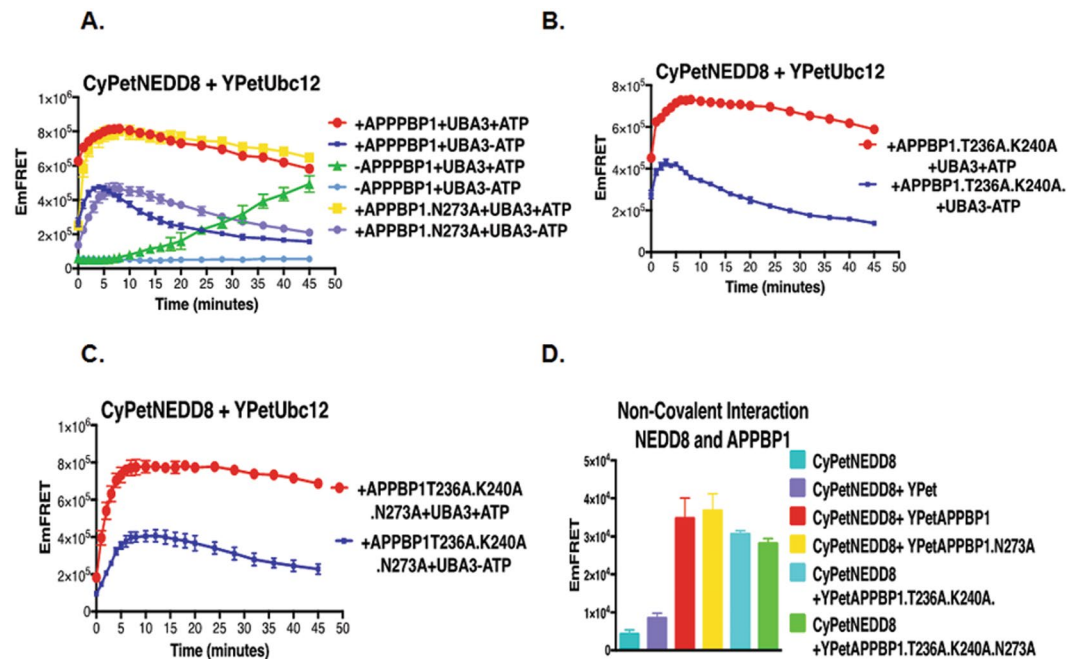 A.
CyPetNEDD8 + YPetUbc12
EmFRET
1×10⁶
8×10⁵
6×10⁵
4×10⁵
2×10⁵
0
0 5 10 15 20 25 30 35 40 45 50
Time (minutes)
+APPPBP1+UBA3+ATP
+APPPBP1+UBA3-ATP
-APPPBP1+UBA3+ATP
-APPPBP1+UBA3-ATP
+APPBP1.N273A+UBA3+ATP
+APPBP1.N273A+UBA3-ATP
B.
CyPetNEDD8 + YPetUbc12
EmFRET
8×10⁵
6×10⁵
4×10⁵
2×10⁵
0 5 10 15 20 25 30 35 40 45 50
Time (minutes)
+APPBP1.T236A.K240A
+UBA3+ATP
+APPBP1.T236A.K240A.
+UBA3-ATP
C.
CyPetNEDD8 + YPetUbc12
EmFRET
1×10⁶
8×10⁵
6×10⁵
4×10⁵
2×10⁵
0
0 5 10 15 20 25 30 35 40 45 50
Time (minutes)
+APPBP1T236A.K240A
.N273A+UBA3+ATP
+APPBP1T236A.K240A
.N273A+UBA3-ATP
D.
Non-Covalent Interaction
NEDD8 and APPBP1
EmFRET
5×10⁴
4×10⁴
3×10⁴
2×10⁴
1×10⁴
0
CyPetNEDD8
CyPetNEDD8+ YPet
CyPetNEDD8+ YPetAPPBP1
CyPetNEDD8+ YPetAPPBP1.N273A
CyPetNEDD8
+YPetAPPBP1.T236A.K240A.
CyPetNEDD8
+YPetAPPBP1.T236A.K240A.N273A